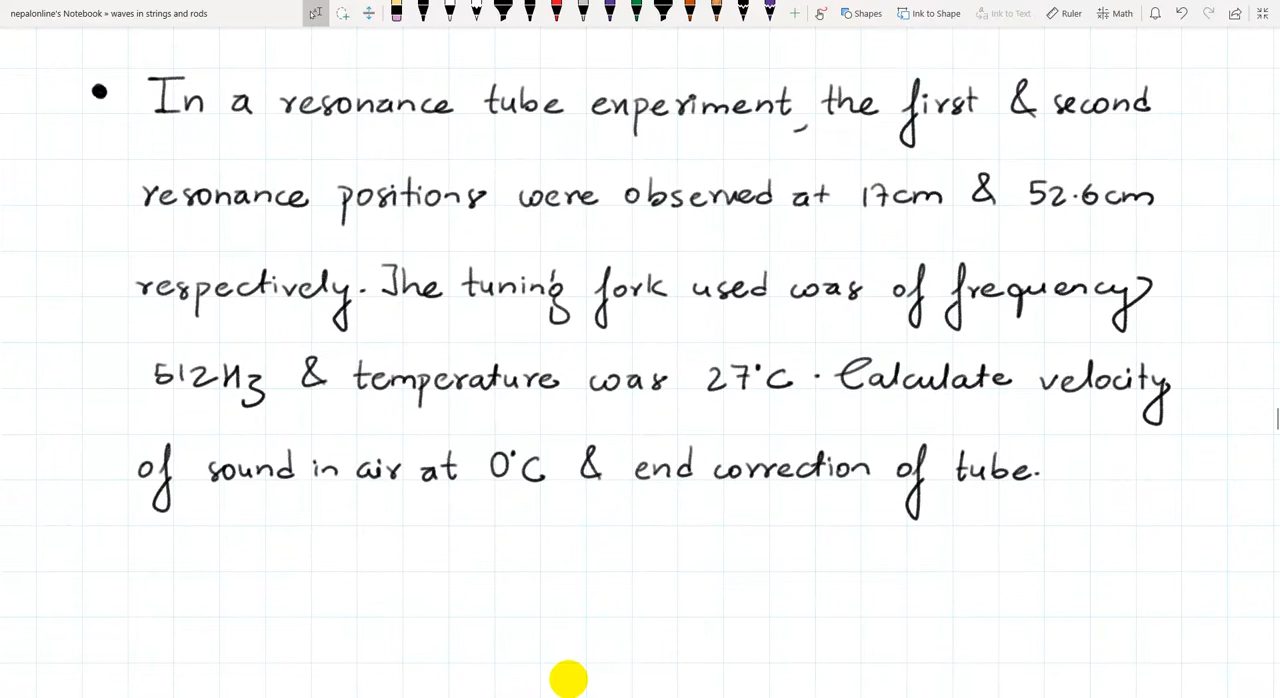 nepalonline's Notebook » waves in strings and rods
Shapes Ink to Shape Ink to Text Ruler Math
• In a resonance tube experiment, the first & second
resonance positions were observed at 17cm & 52.6cm
respectively. The tuning fork used was of frequency
512Hz & temperature was 27°C. Calculate velocity
of sound in air at 0°C & end correction of tube.